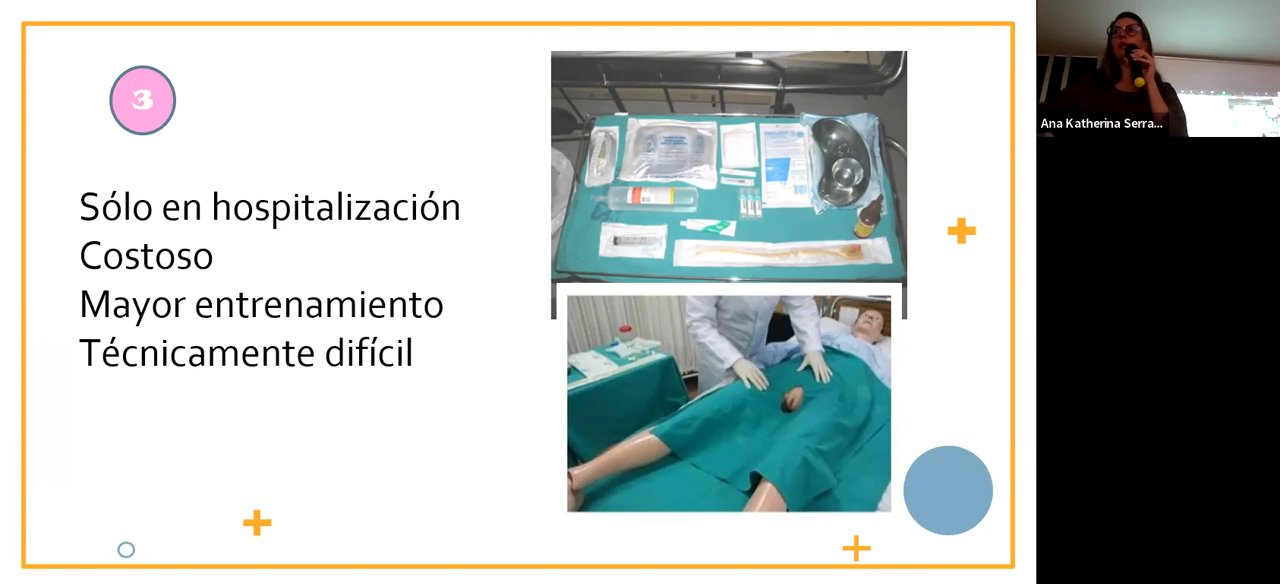 3
Sólo en hospitalización
Costoso
Mayor entrenamiento
Técnicamente difícil
Ana Katherina Serra...